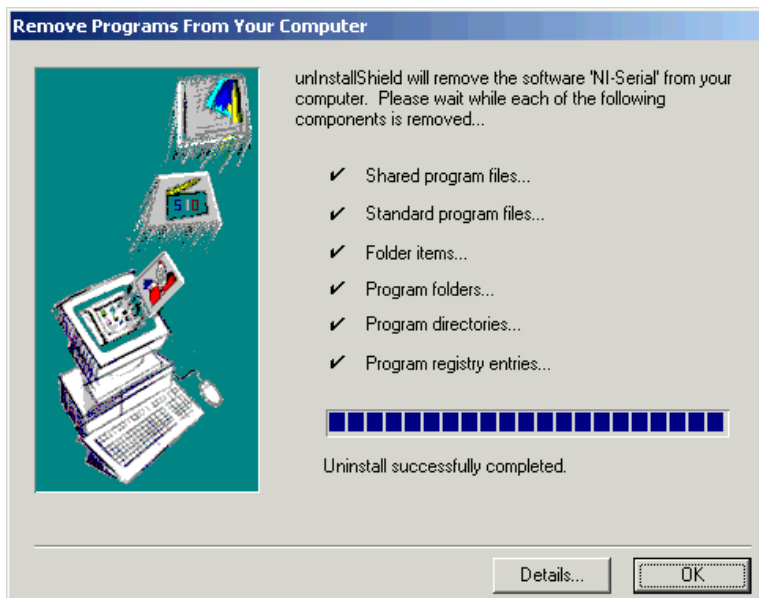 Remove Programs From Your Computer
unInstallShield will remove the software 'NI-Serial' from your
computer. Please wait while each of the following
components is removed...
✔ Shared program files...
✔ Standard program files...
✔ Folder items...
✔ Program folders...
✔ Program directories...
✔ Program registry entries...
Uninstall successfully completed.
Details... OK